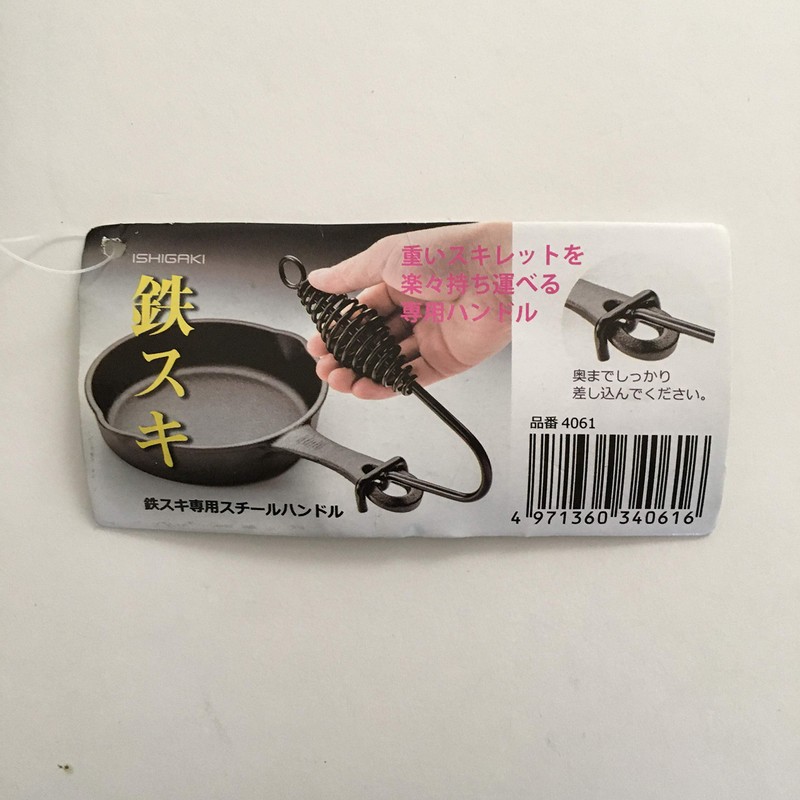 ISHIGAKI
鉄スキ
鉄スキ専用スチールハンドル
重いスキレットを
楽々持ち運べる
専用ハンドル
奥までしっかり
差し込んでください。
品番 4061
4 971360 340616